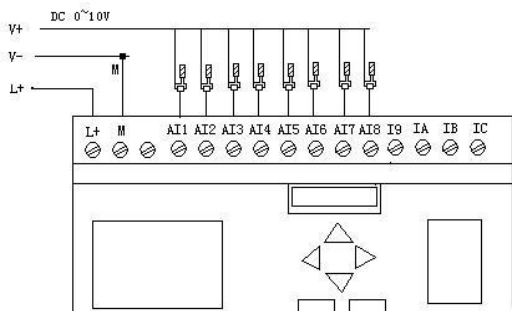 DC 0~10V
V+
V-
M
L+
L+ M AI1 AI2 AI3 AI4 AI5 AI6 AI7 AI8 I9 IA IB IC